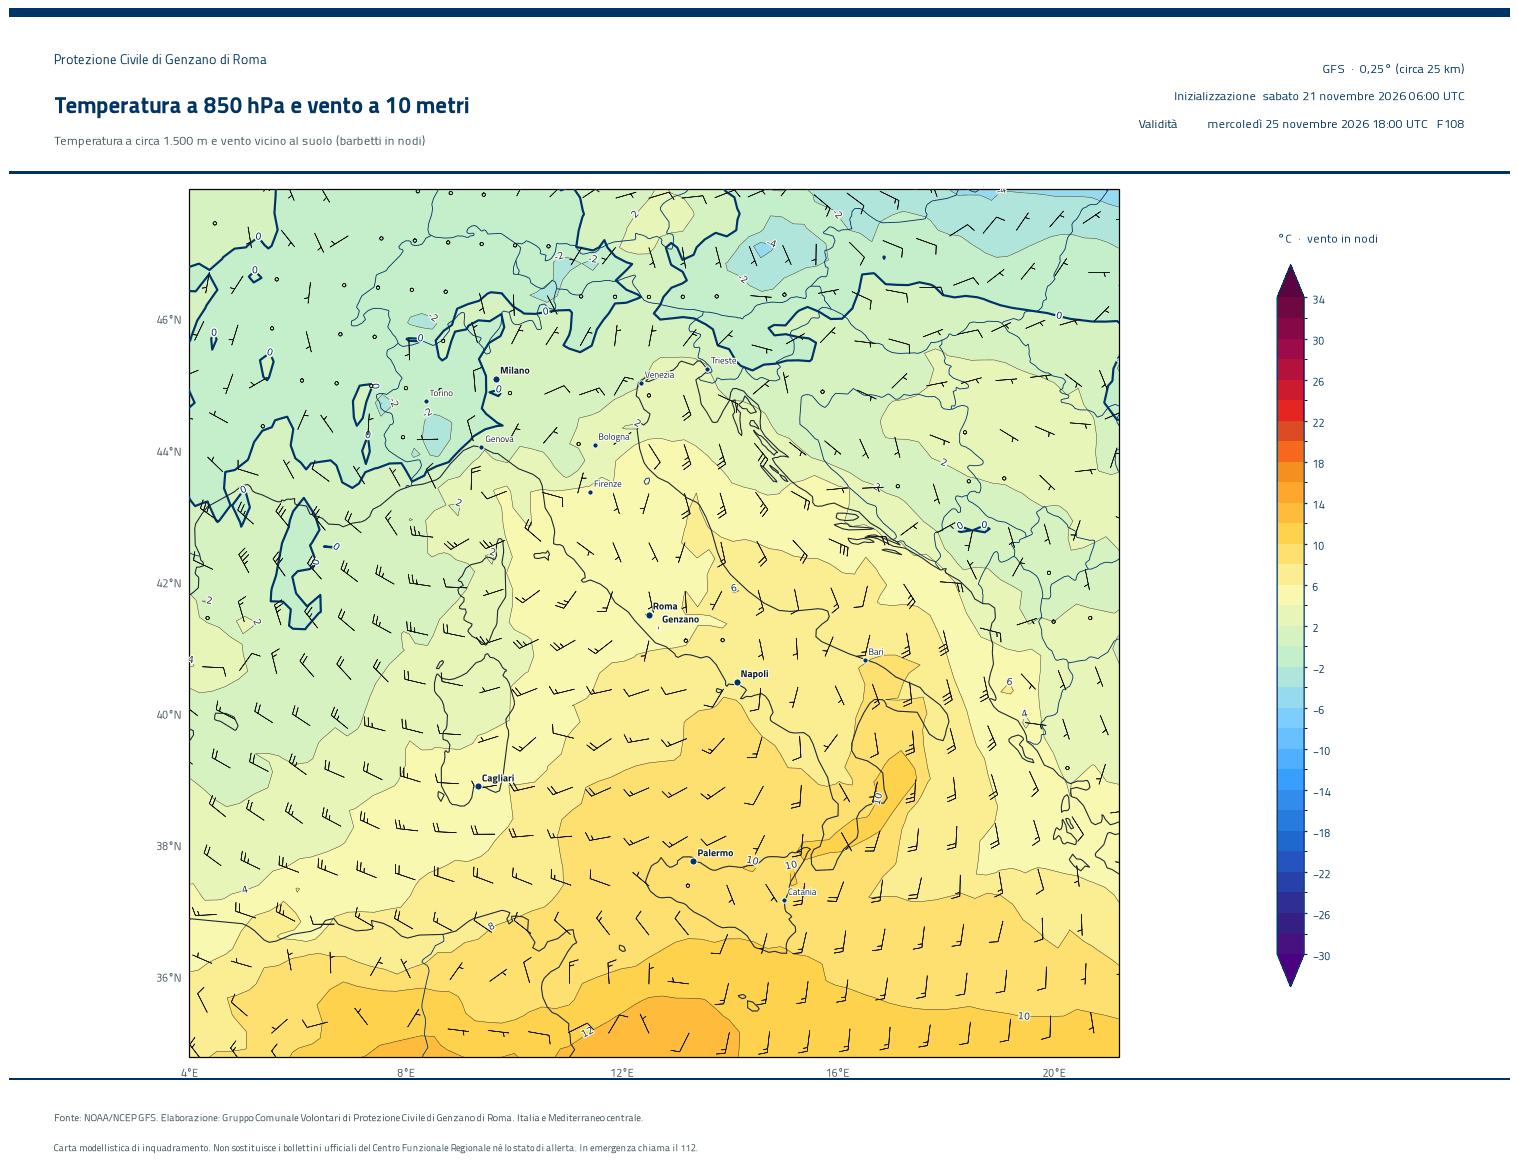 Protezione Civile di Genzano di Roma
Temperatura a 850 hPa e vento a 10 metri
Temperatura a circa 1.500 m e vento vicino al suolo (barbetti in nodi)
GFS · 0,25° (circa 25 km)
Inizializzazione sabato 21 novembre 2026 06:00 UTC
Validità mercoledì 25 novembre 2026 18:00 UTC F108
°C · vento in nodi
34
30
26
22
18
14
10
6
2
−2
−6
−10
−14
−18
−22
−26
−30
46°N
44°N
42°N
40°N
38°N
36°N
4°E
8°E
12°E
16°E
20°E
Milano
Torino
Venezia
Trieste
Genova
Bologna
Firenze
Roma
Genzano
Napoli
Bari
Cagliari
Palermo
Catania
Fonte: NOAA/NCEP GFS. Elaborazione: Gruppo Comunale Volontari di Protezione Civile di Genzano di Roma. Italia e Mediterraneo centrale.
Carta modellistica di inquadramento. Non sostituisce i bollettini ufficiali del Centro Funzionale Regionale né lo stato di allerta. In emergenza chiama il 112.